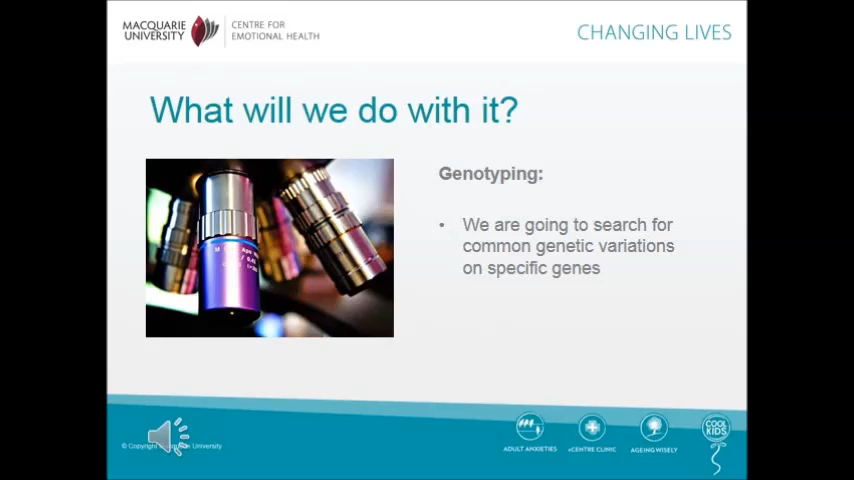 MACQUARIE
UNIVERSITY
CENTRE FOR
EMOTIONAL HEALTH
CHANGING LIVES
What will we do with it?
Genotyping:
• We are going to search for
common genetic variations
on specific genes
© Copyright University
ADULT ANXIETIES
eCENTRE CLINIC
AGEING WISELY
COOL
KIDS